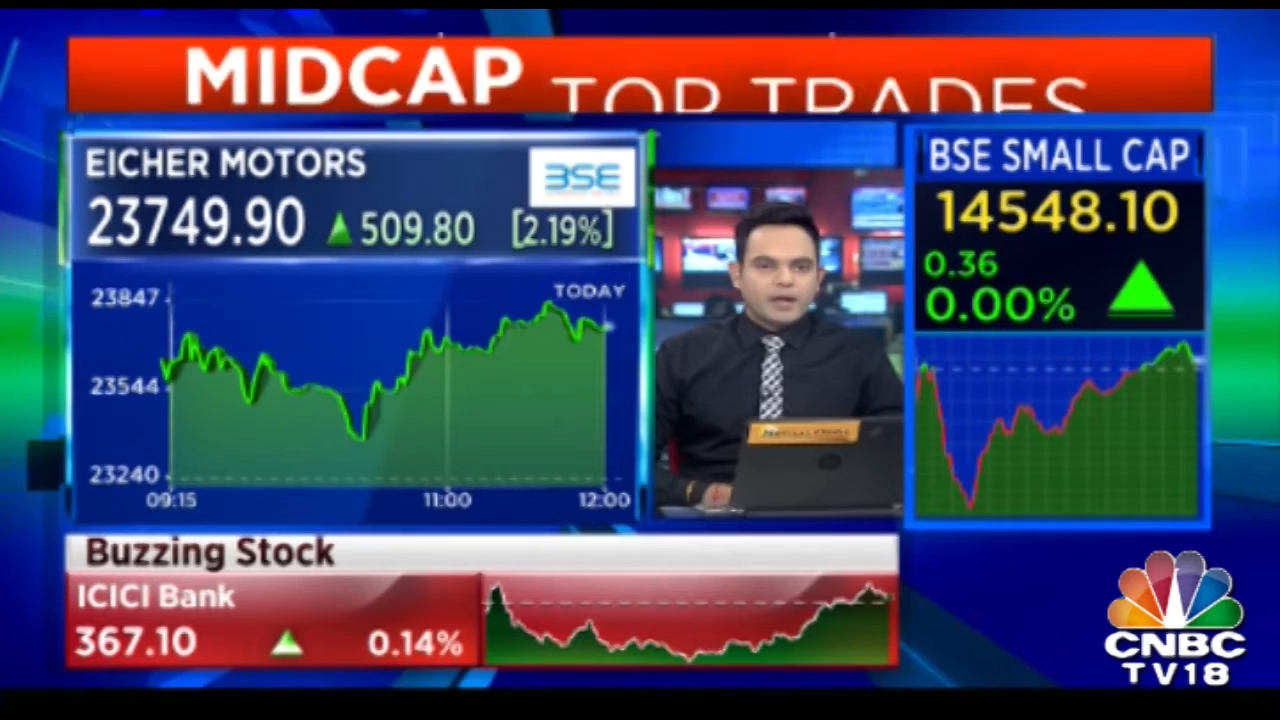 MIDCAP TOP TRADES
EICHER MOTORS
BSE
23749.90 ▲ 509.80 [2.19%]
TODAY
23847
23544
23240
09:15 11:00 12:00
BSE SMALL CAP
14548.10
0.36
0.00%
Buzzing Stock
ICICI Bank
367.10 ▲ 0.14%
CNBC
TV18